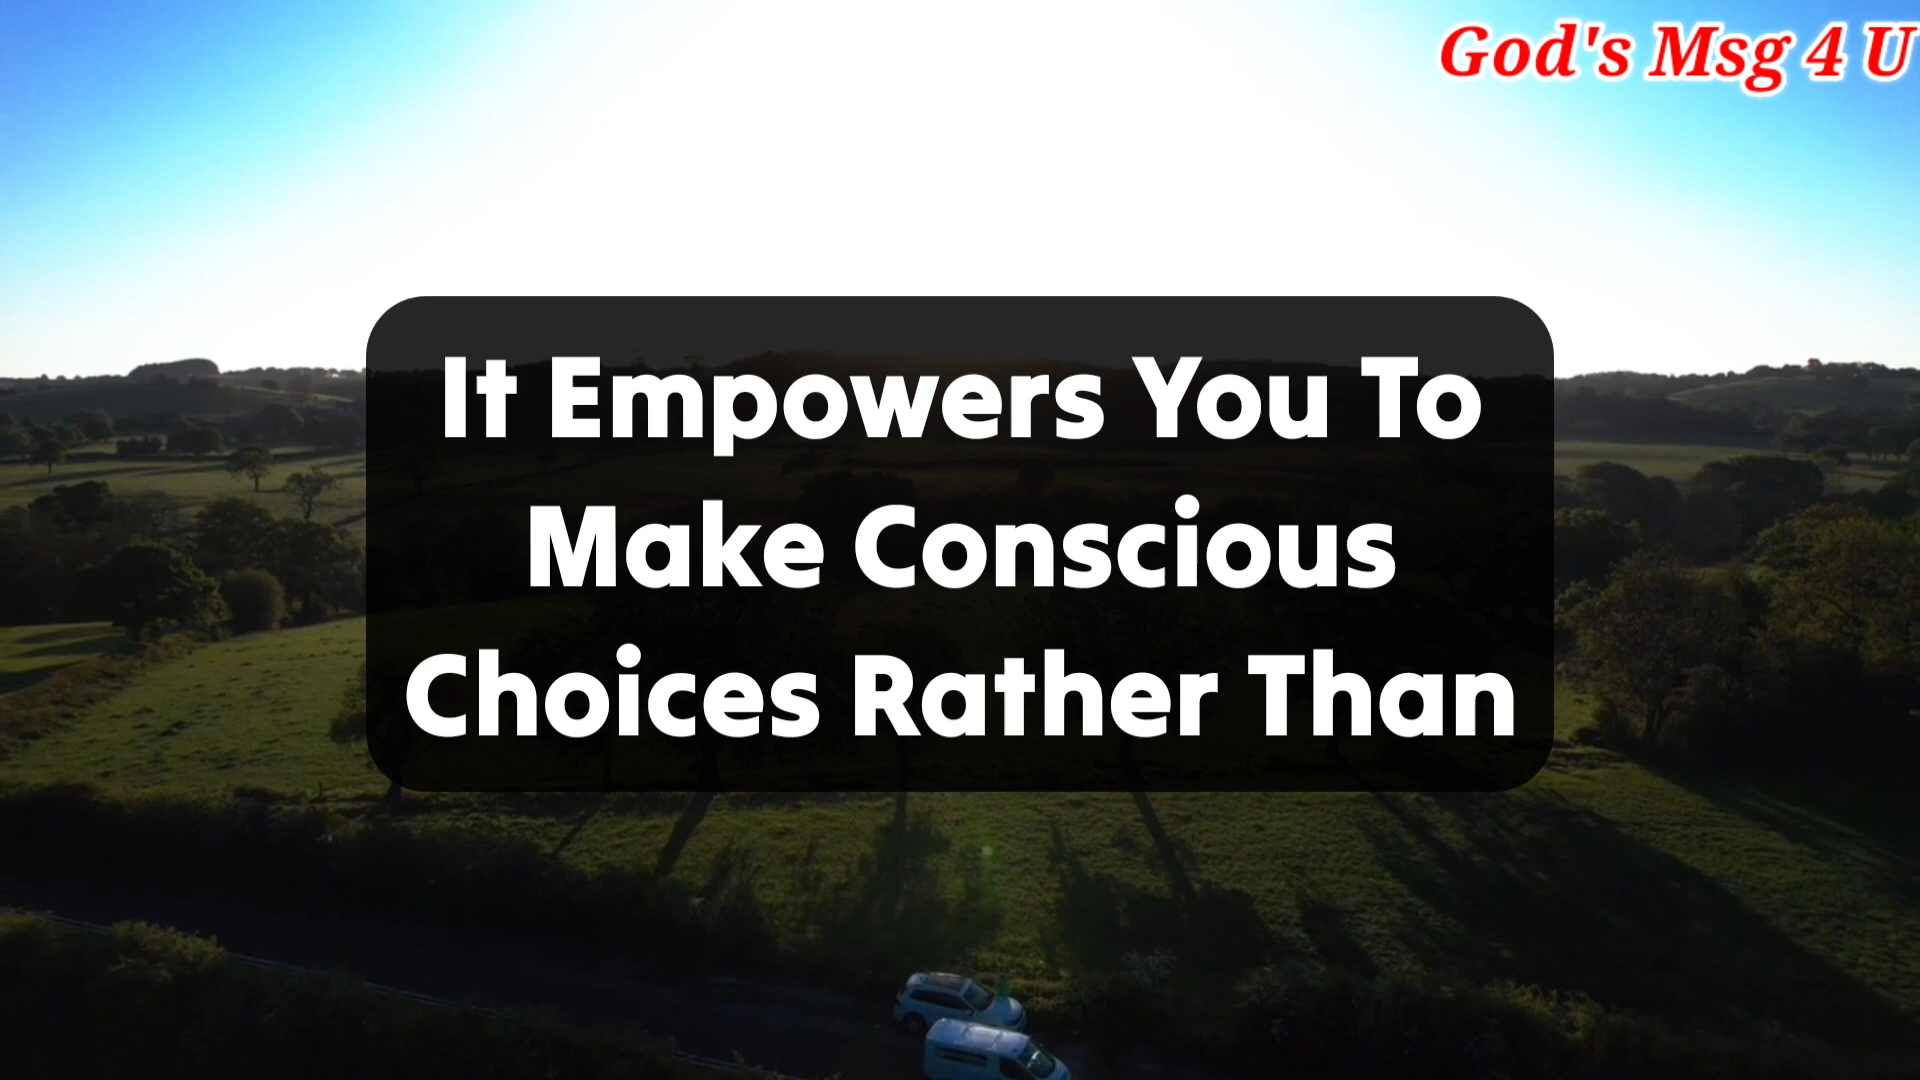 God's Msg 4 U
It Empowers You To
Make Conscious
Choices Rather Than